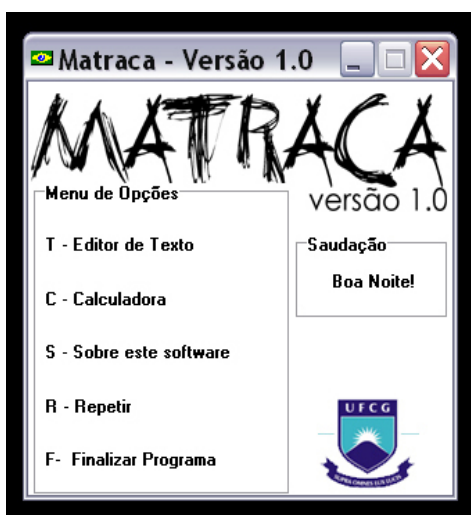 Matraca - Versão 1.0
MATRACA
versão 1.0
Menu de Opções
T - Editor de Texto
C - Calculadora
S - Sobre este software
R - Repetir
F- Finalizar Programa
Saudação
Boa Noite!
UFCG